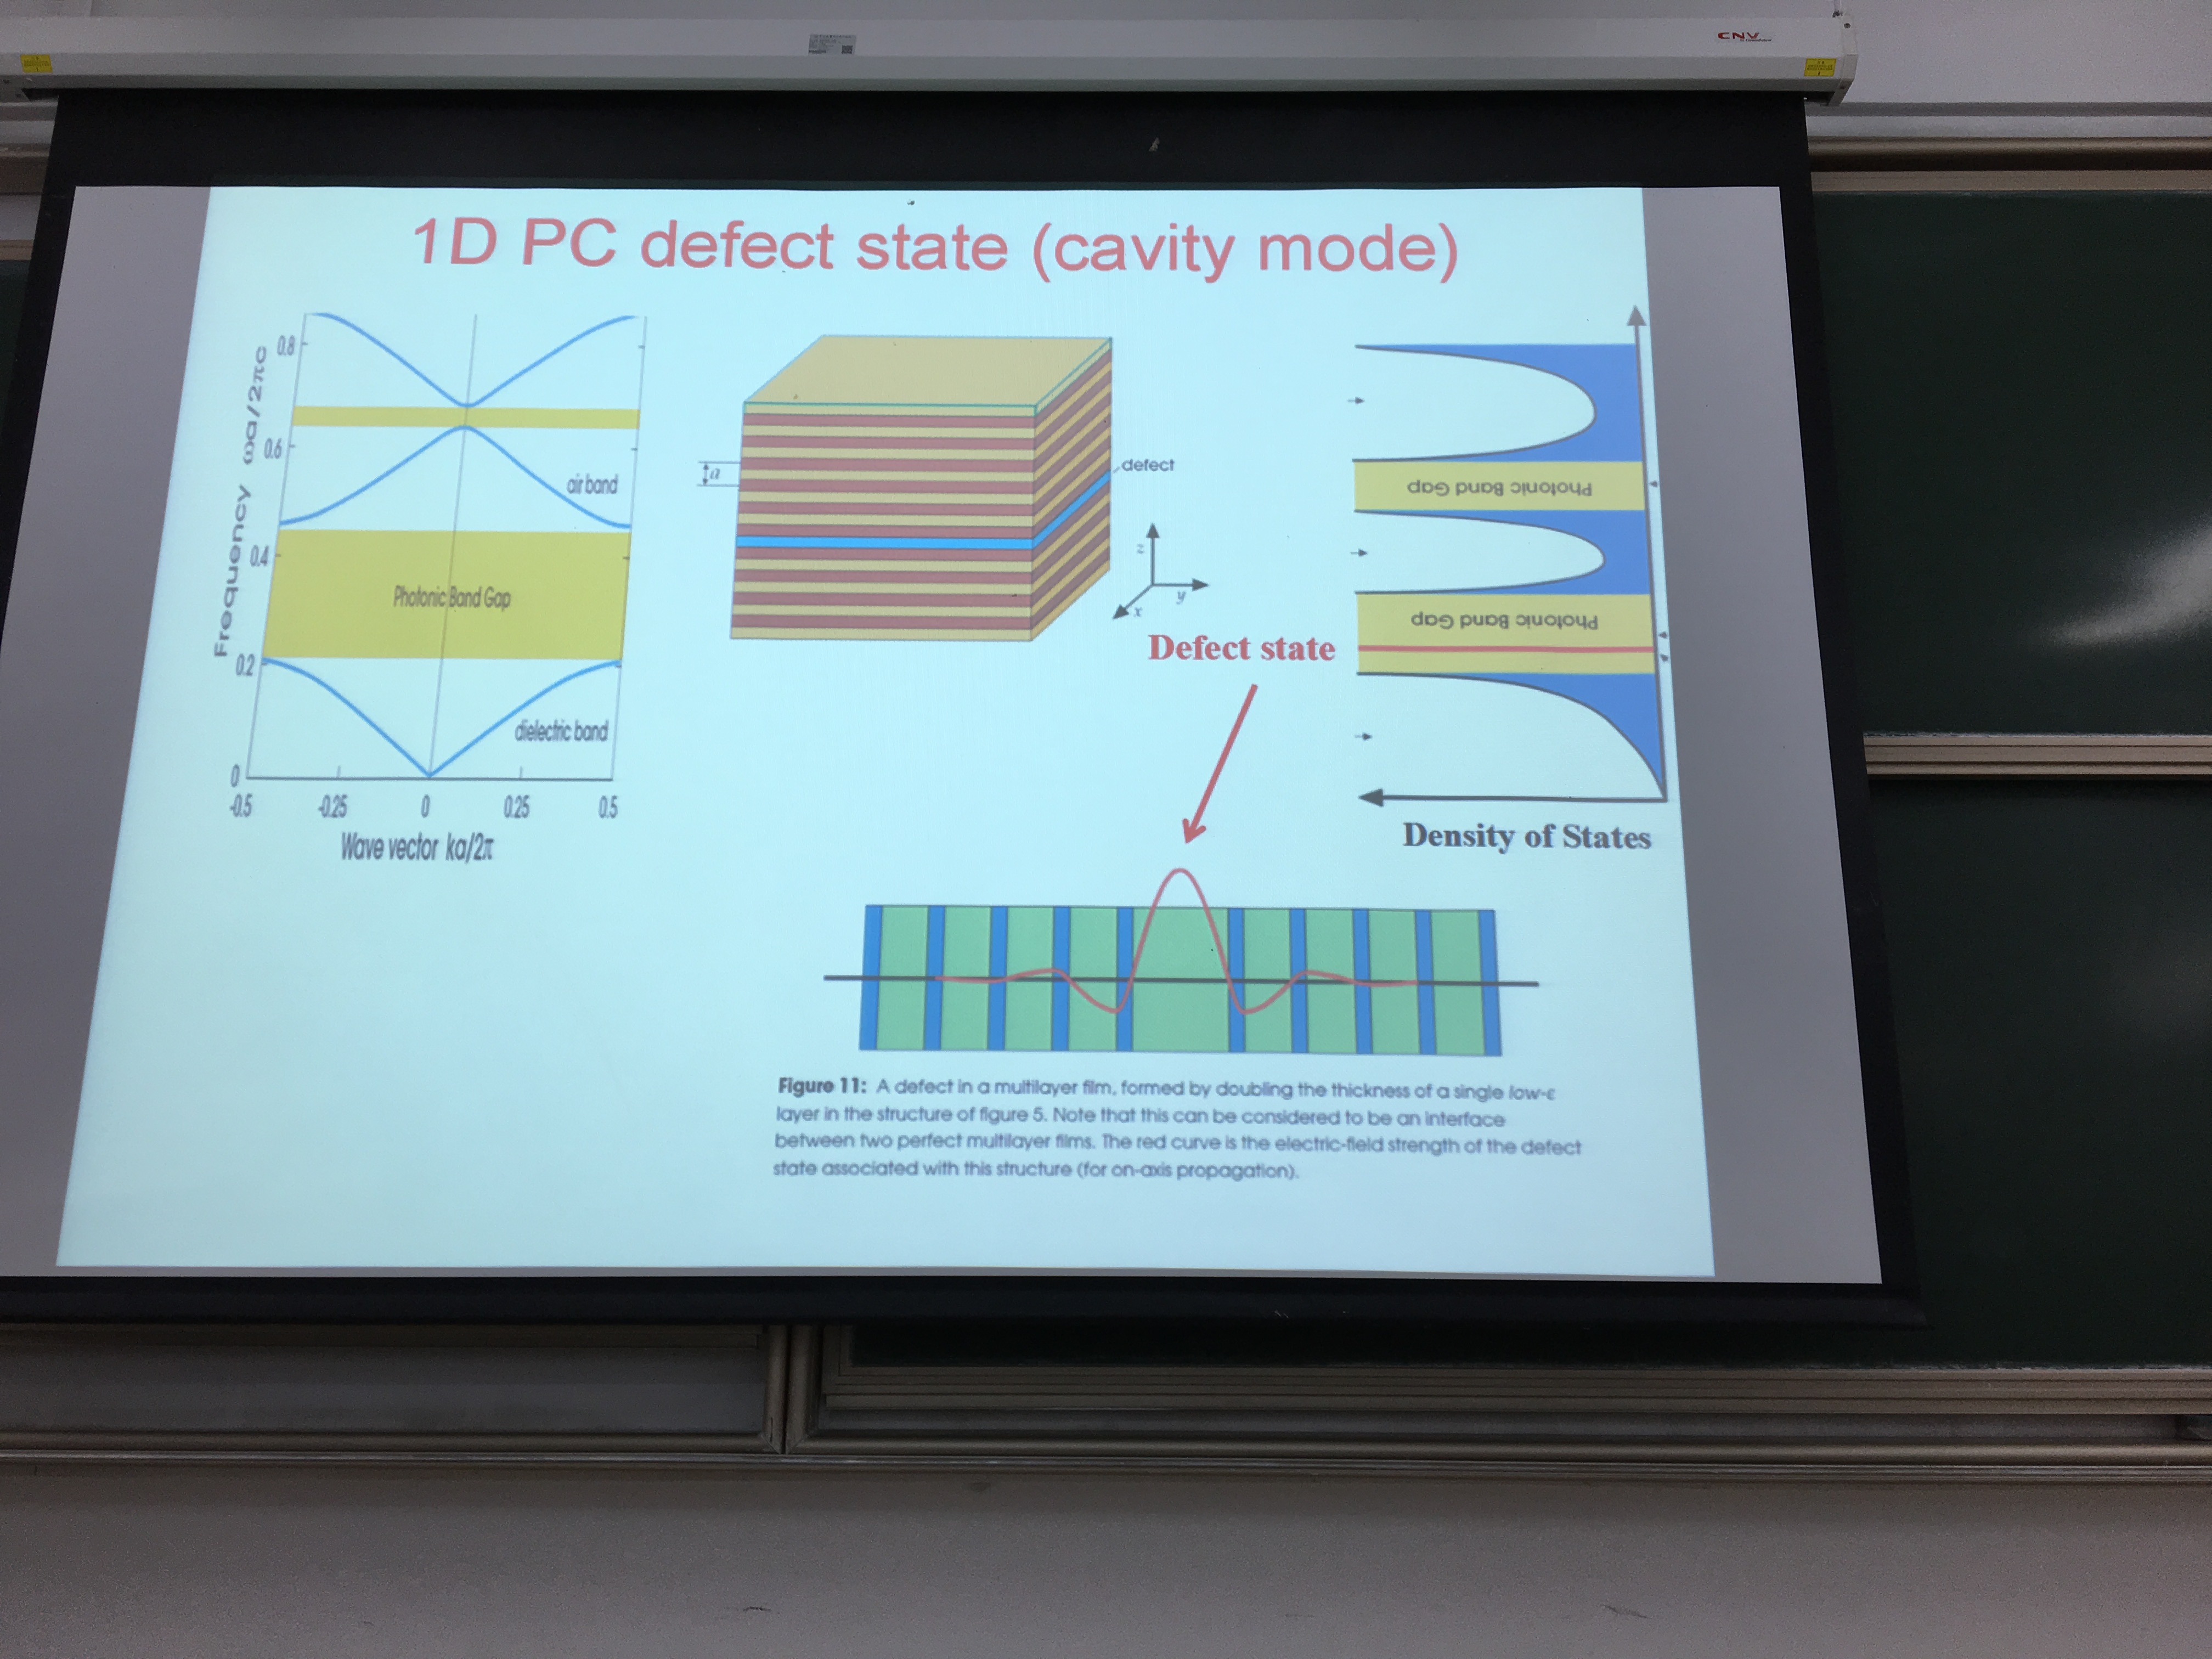 CNV
1D PC defect state (cavity mode)
Frequency ωa/2πc
0.8
0.6
0.4
0.2
0
air band
Photonic Band Gap
dielectric band
-0.5 -0.25 0 0.25 0.5
Wave vector ka/2π
a
defect
z
y
x
Defect state
Photonic Band Gap
Photonic Band Gap
Density of States
Figure 11: A defect in a multilayer film, formed by doubling the thickness of a single low-ε
layer in the structure of figure 5. Note that this can be considered to be an interface
between two perfect multilayer films. The red curve is the electric-field strength of the defect
state associated with this structure (for on-axis propagation).